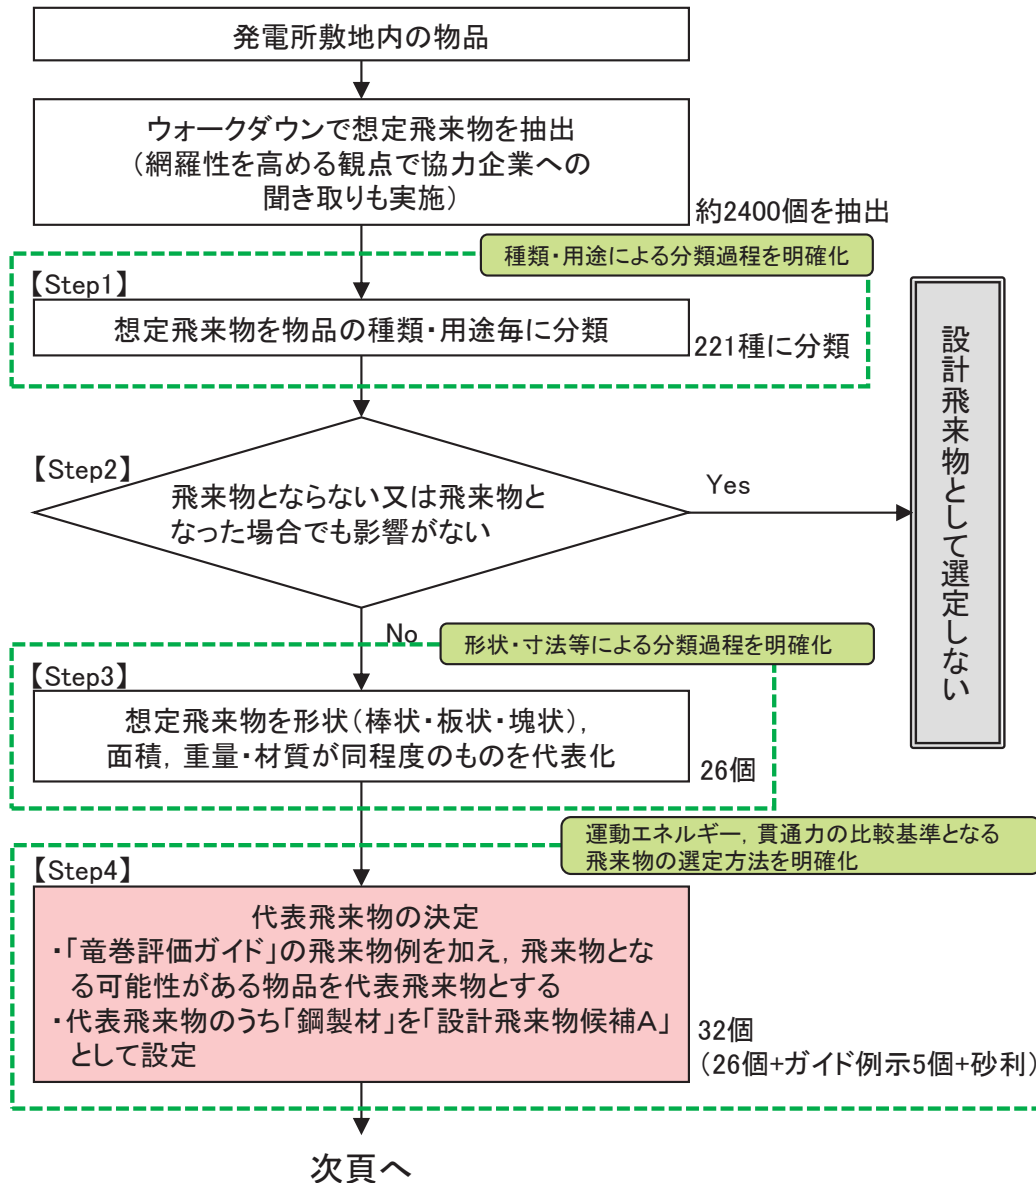 発電所敷地内の物品
ウォークダウンで想定飛来物を抽出
(網羅性を高める観点で協力企業への
聞き取りも実施)
約2400個を抽出
種類・用途による分類過程を明確化
【Step1】
想定飛来物を物品の種類・用途毎に分類
221種に分類
【Step2】
飛来物とならない又は飛来物と
なった場合でも影響がない
Yes
設計飛来物として選定しない
No
形状・寸法等による分類過程を明確化
【Step3】
想定飛来物を形状(棒状・板状・塊状),
面積, 重量・材質が同程度のものを代表化
26個
運動エネルギー, 貫通力の比較基準となる
飛来物の選定方法を明確化
【Step4】
代表飛来物の決定
・「竜巻評価ガイド」の飛来物例を加え, 飛来物とな
る可能性がある物品を代表飛来物とする
・代表飛来物のうち「鋼製材」を「設計飛来物候補A」
として設定
32個
(26個+ガイド例示5個+砂利)
次頁へ